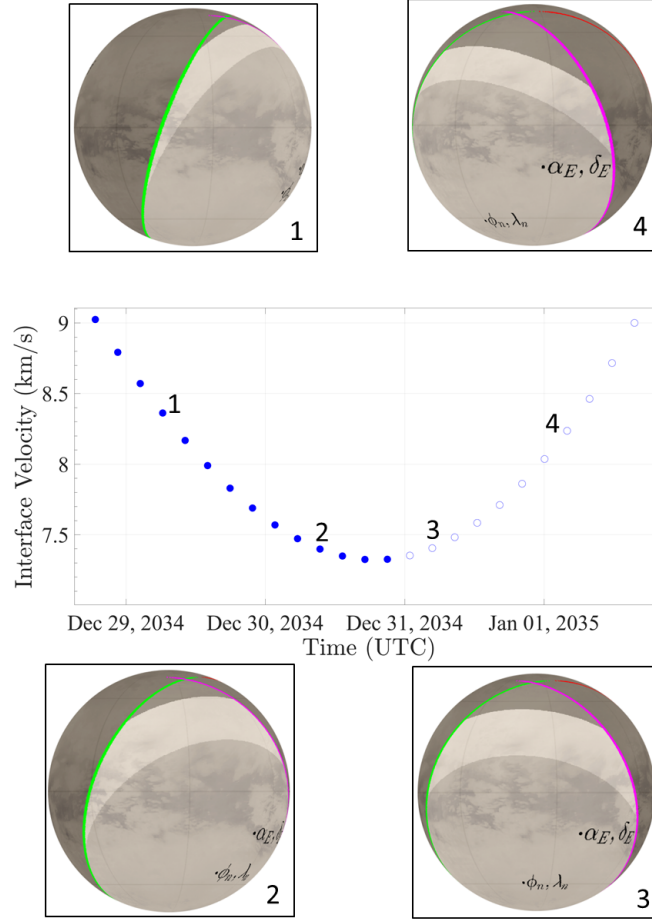 1
·α_E, δ_E
·ϕ_n, λ_n
4
9
8.5
8
7.5
Interface Velocity (km/s)
1
2
3
4
Dec 29, 2034
Dec 30, 2034
Dec 31, 2034
Jan 01, 2035
Time (UTC)
·α_E, δ
·ϕ_n, λ
2
·α_E, δ_E
·ϕ_n, λ_n
3